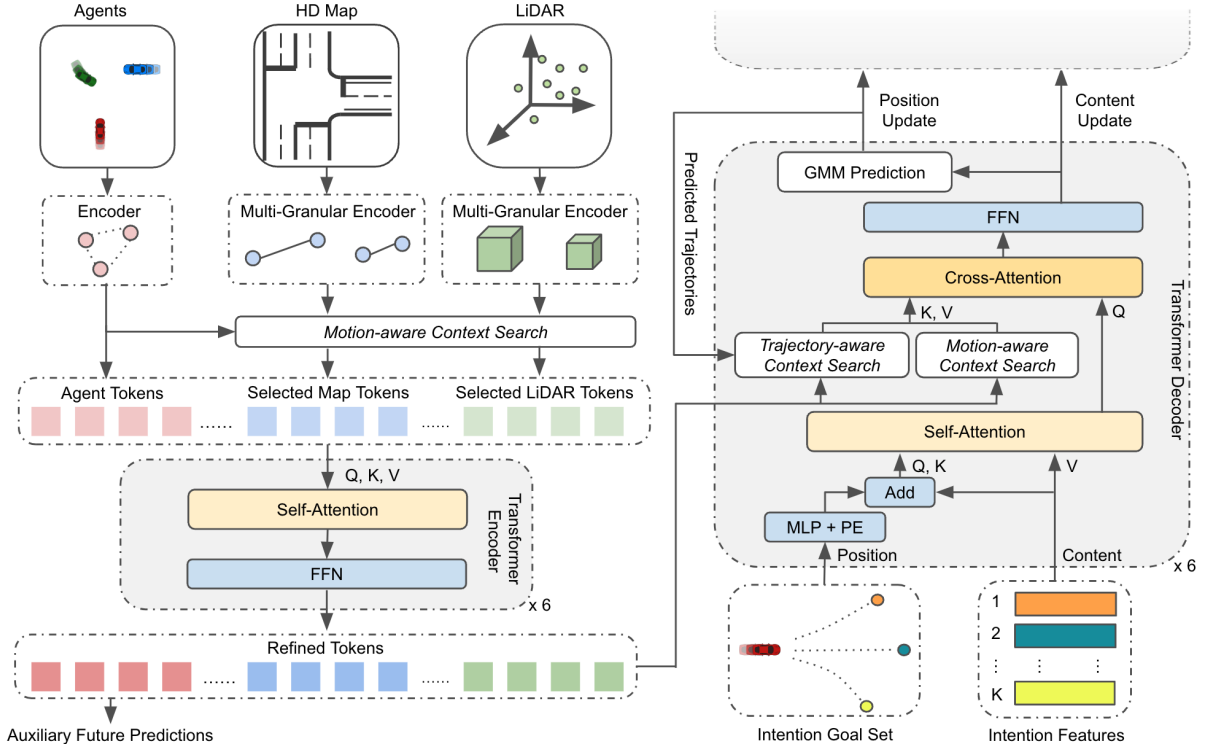 Agents
HD Map
LiDAR
Encoder
Multi-Granular Encoder
Multi-Granular Encoder
Motion-aware Context Search
Agent Tokens
Selected Map Tokens
Selected LiDAR Tokens
......
......
Q, K, V
Self-Attention
FFN
Transformer
Encoder
x 6
Refined Tokens
......
......
Auxiliary Future Predictions
Position
Update
Content
Update
Predicted Trajectories
GMM Prediction
FFN
Cross-Attention
K, V
Q
Trajectory-aware
Context Search
Motion-aware
Context Search
Transformer Decoder
Self-Attention
Q, K
V
Add
MLP + PE
Position
Content
x 6
1
2
K
Intention Goal Set
Intention Features